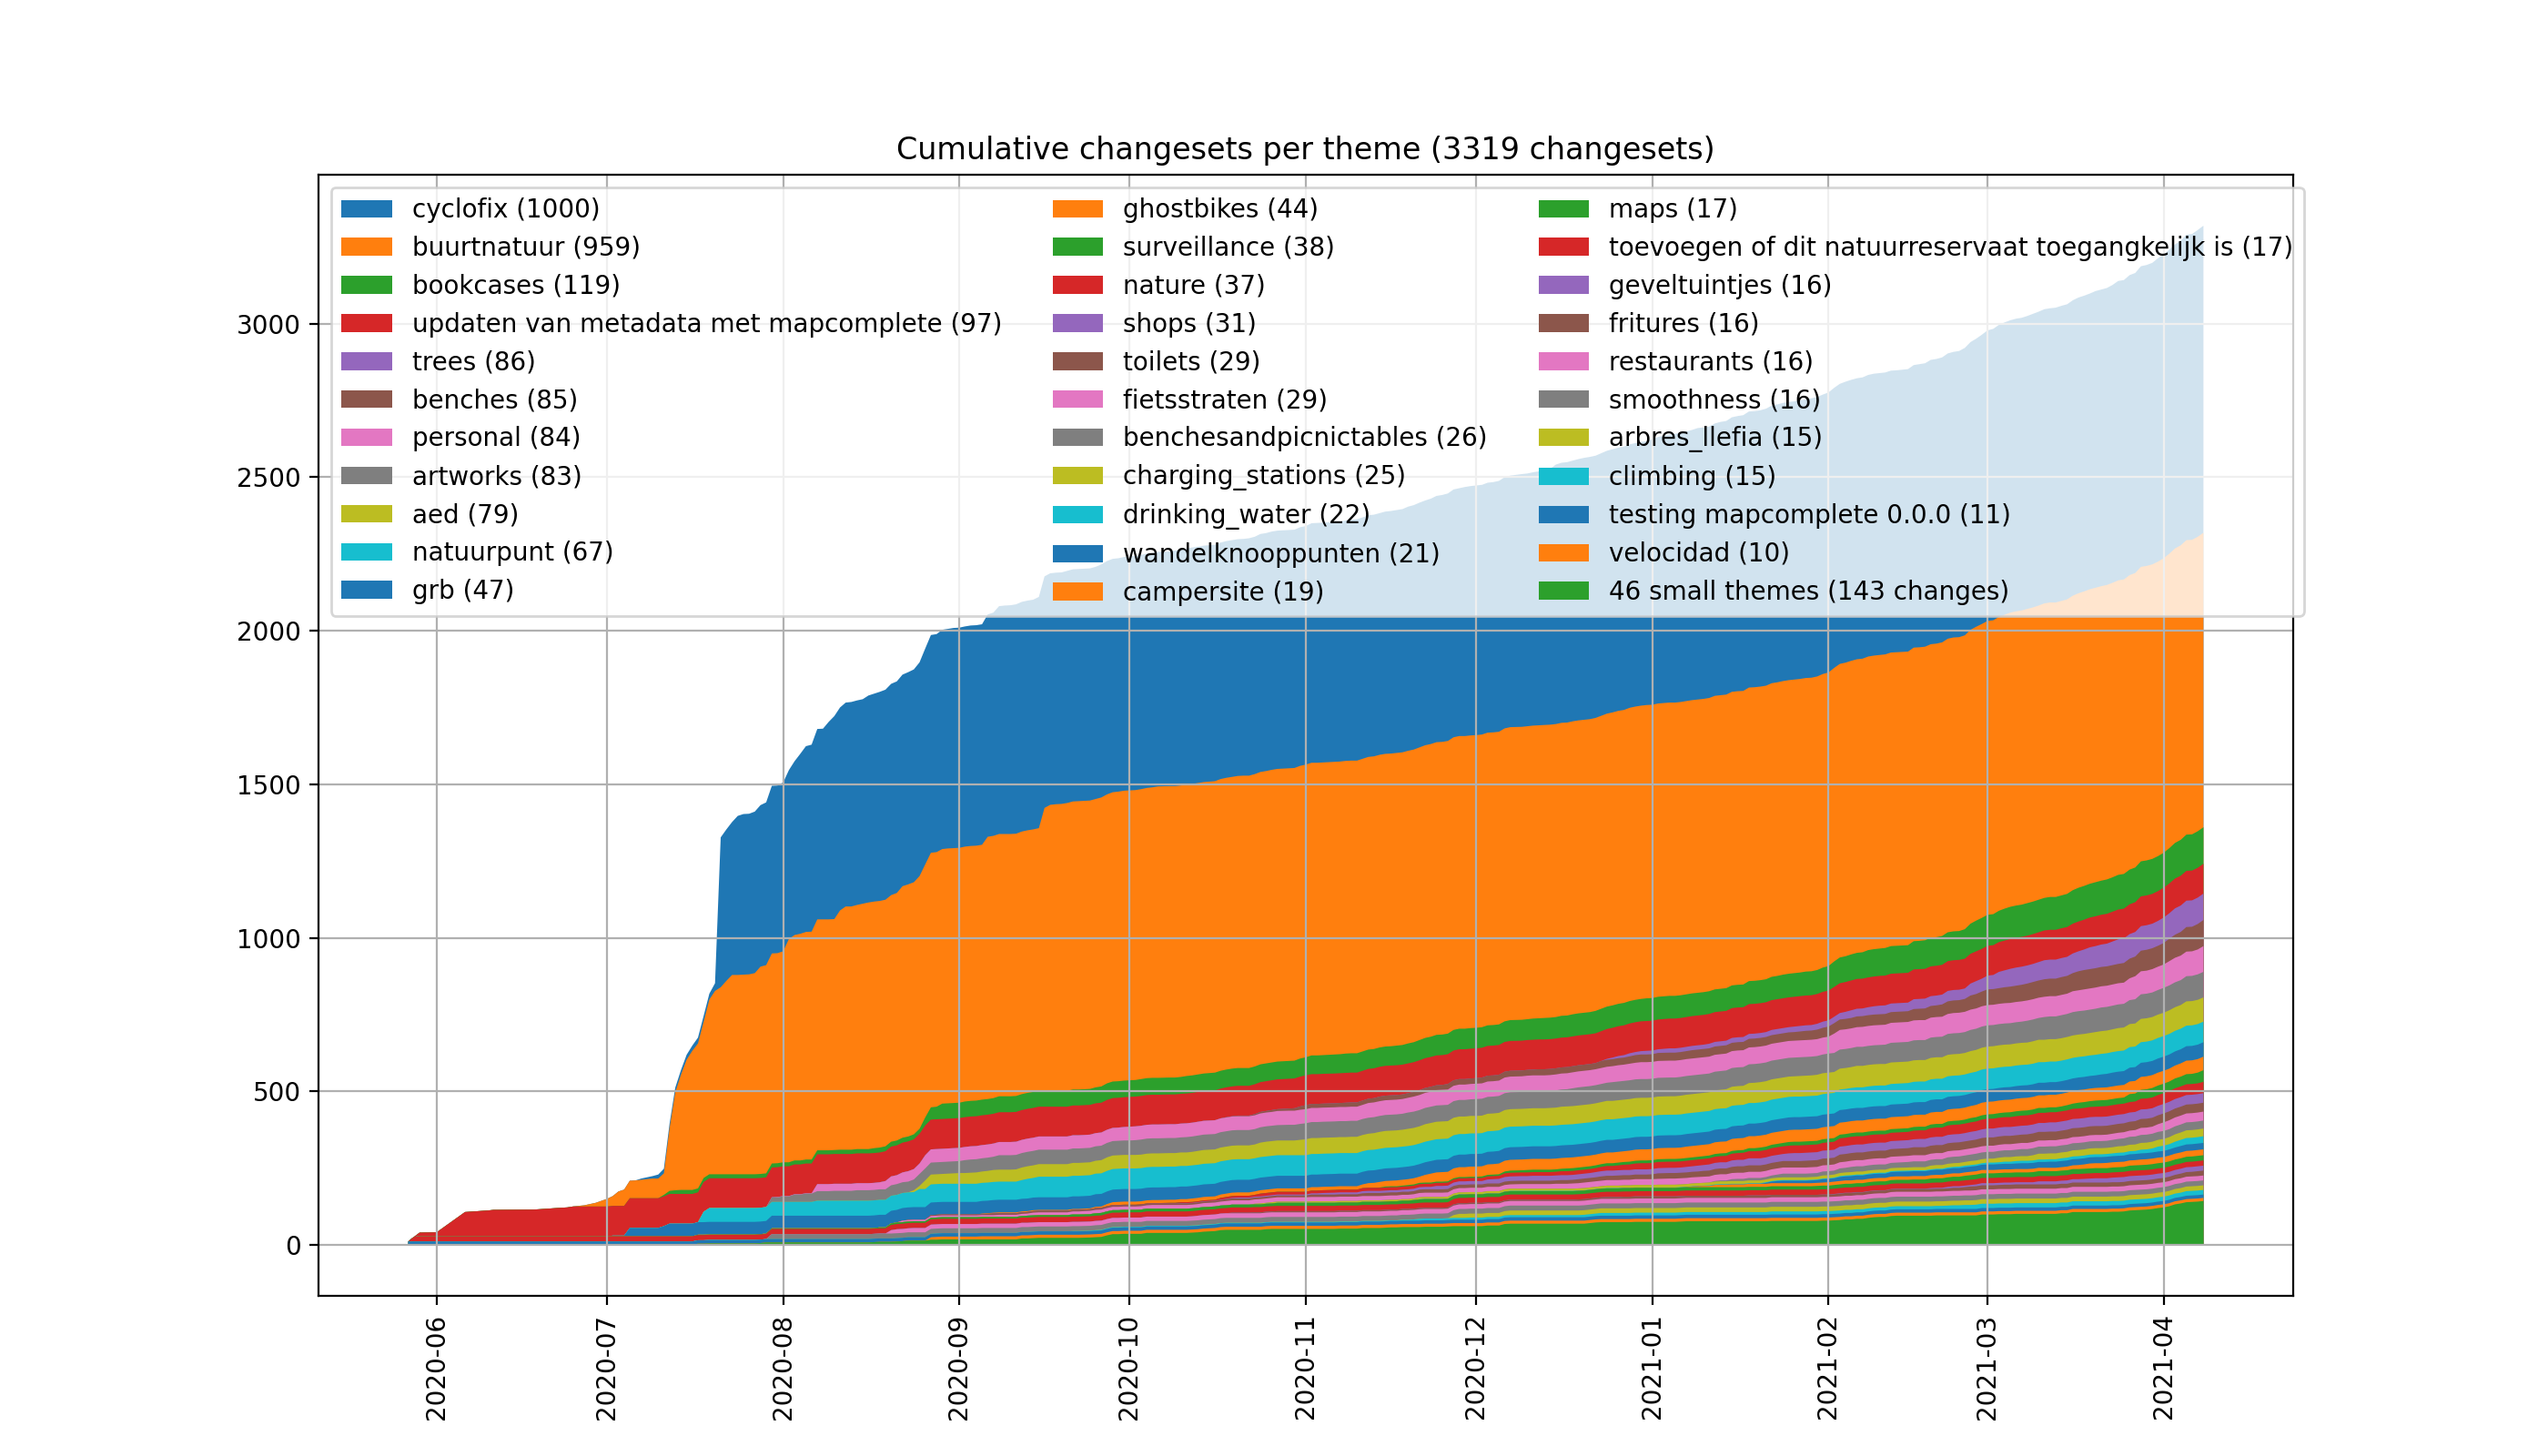 Cumulative changesets per theme (3319 changesets)
cyclofix (1000)
buurtnatuur (959)
bookcases (119)
updaten van metadata met mapcomplete (97)
trees (86)
benches (85)
personal (84)
artworks (83)
aed (79)
natuurpunt (67)
grb (47)
ghostbikes (44)
surveillance (38)
nature (37)
shops (31)
toilets (29)
fietsstraten (29)
benchesandpicnictables (26)
charging_stations (25)
drinking_water (22)
wandelknooppunten (21)
campersite (19)
maps (17)
toevoegen of dit natuurreservaat toegangkelijk is (17)
geveltuintjes (16)
fritures (16)
restaurants (16)
smoothness (16)
arbres_llefia (15)
climbing (15)
testing mapcomplete 0.0.0 (11)
velocidad (10)
46 small themes (143 changes)
3000
2500
2000
1500
1000
500
0
2020-06
2020-07
2020-08
2020-09
2020-10
2020-11
2020-12
2021-01
2021-02
2021-03
2021-04